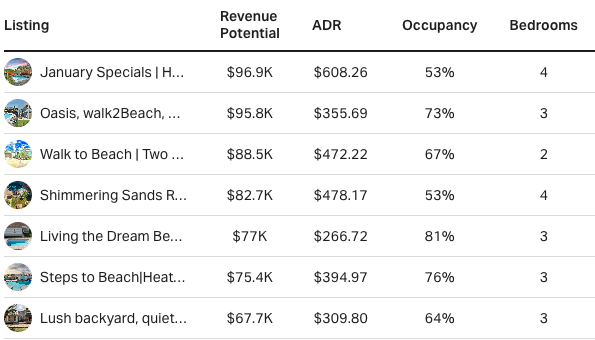 Listing Revenue Potential ADR Occupancy Bedrooms
January Specials | H... $96.9K $608.26 53% 4
Oasis, walk2Beach, ... $95.8K $355.69 73% 3
Walk to Beach | Two ... $88.5K $472.22 67% 2
Shimmering Sands R... $82.7K $478.17 53% 4
Living the Dream Be... $77K $266.72 81% 3
Steps to Beach|Heat... $75.4K $394.97 76% 3
Lush backyard, quiet... $67.7K $309.80 64% 3